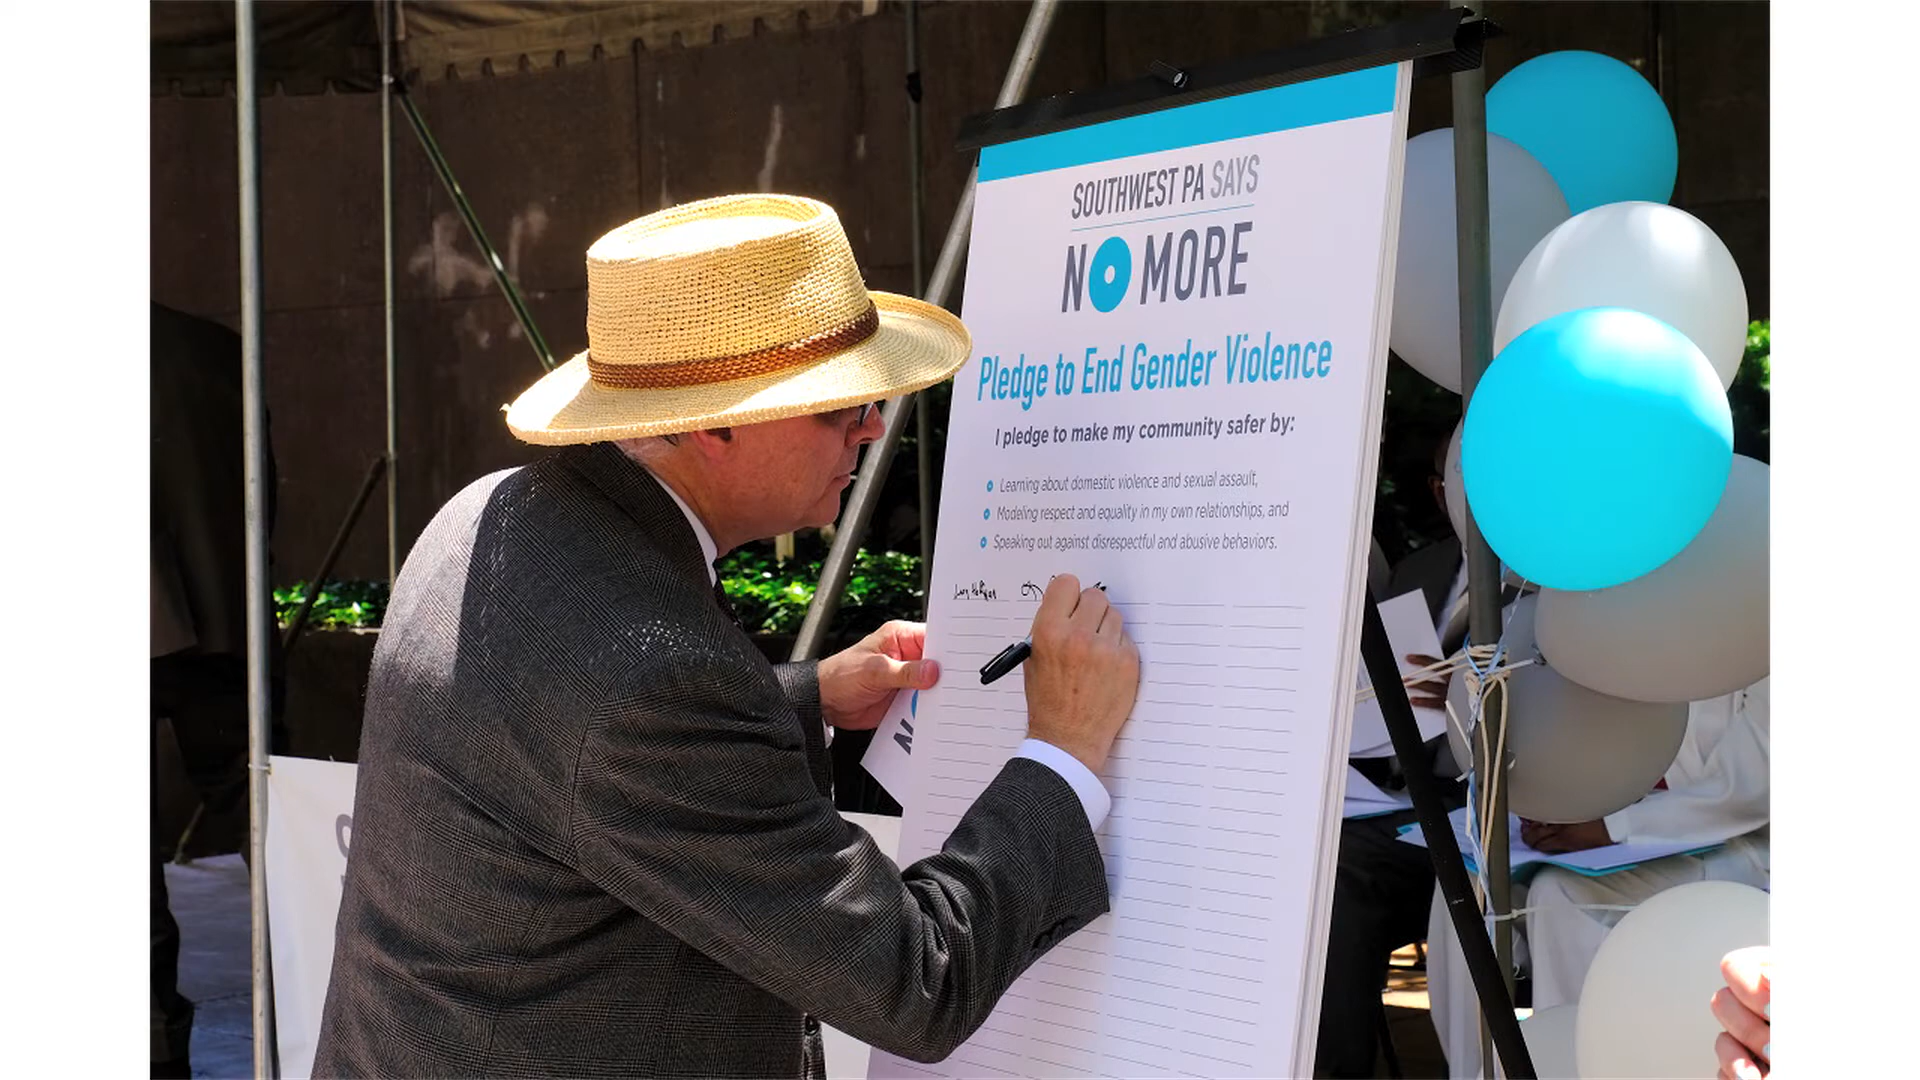 SOUTHWEST PA SAYS
NO MORE
Pledge to End Gender Violence
I pledge to make my community safer by:
Learning about domestic violence and sexual assault,
Modeling respect and equality in my own relationships, and
Speaking out against disrespectful and abusive behaviors.